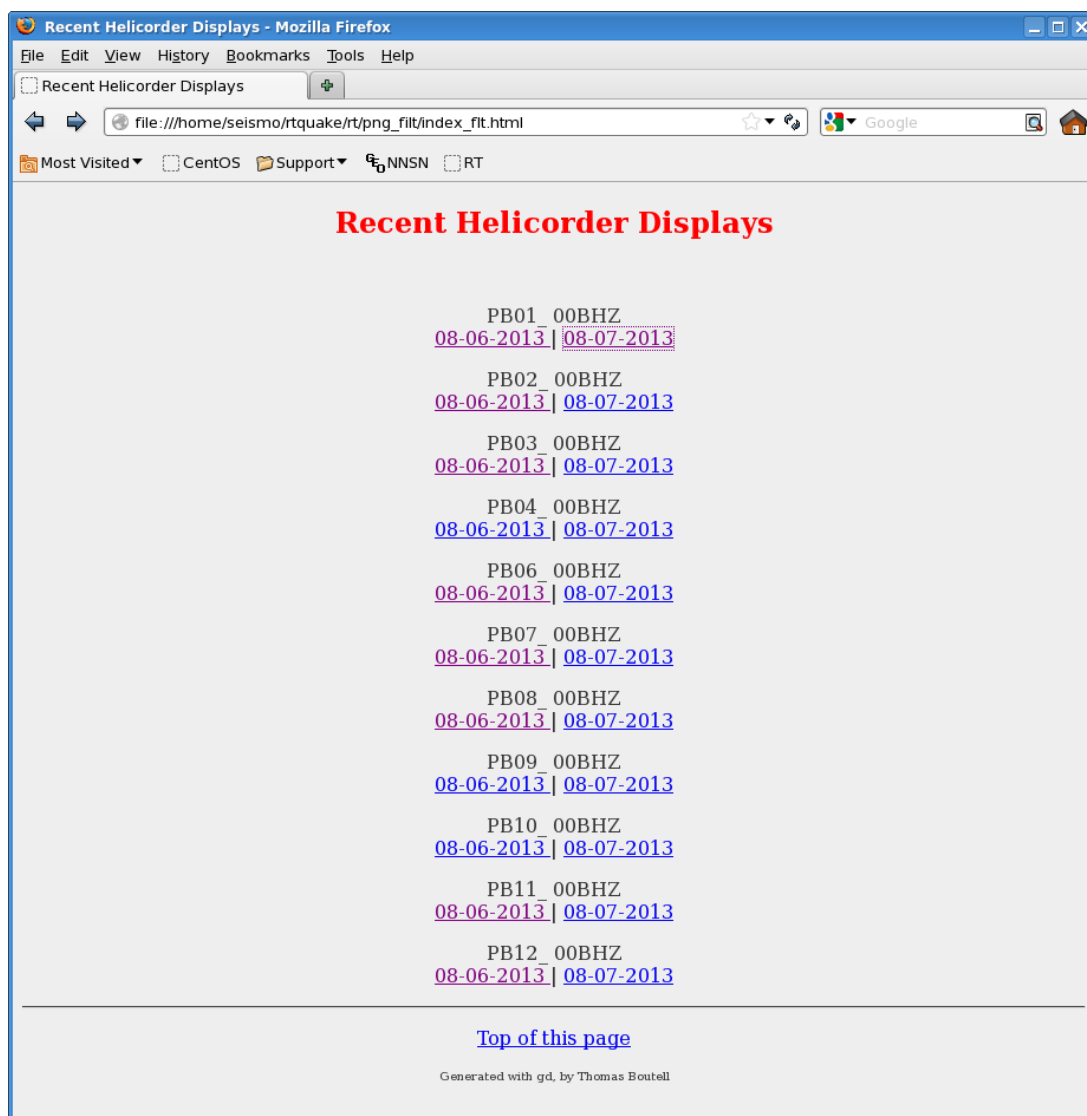 Recent Helicorder Displays - Mozilla Firefox
File Edit View History Bookmarks Tools Help
Recent Helicorder Displays
file:///home/seismo/rtquake/rt/png_filt/index_flt.html
Google
Most Visited CentOS Support GEO NNSN RT
Recent Helicorder Displays
PB01_ 00BHZ
08-06-2013 | 08-07-2013
PB02_ 00BHZ
08-06-2013 | 08-07-2013
PB03_ 00BHZ
08-06-2013 | 08-07-2013
PB04_ 00BHZ
08-06-2013 | 08-07-2013
PB06_ 00BHZ
08-06-2013 | 08-07-2013
PB07_ 00BHZ
08-06-2013 | 08-07-2013
PB08_ 00BHZ
08-06-2013 | 08-07-2013
PB09_ 00BHZ
08-06-2013 | 08-07-2013
PB10_ 00BHZ
08-06-2013 | 08-07-2013
PB11_ 00BHZ
08-06-2013 | 08-07-2013
PB12_ 00BHZ
08-06-2013 | 08-07-2013
Top of this page
Generated with gd, by Thomas Boutell